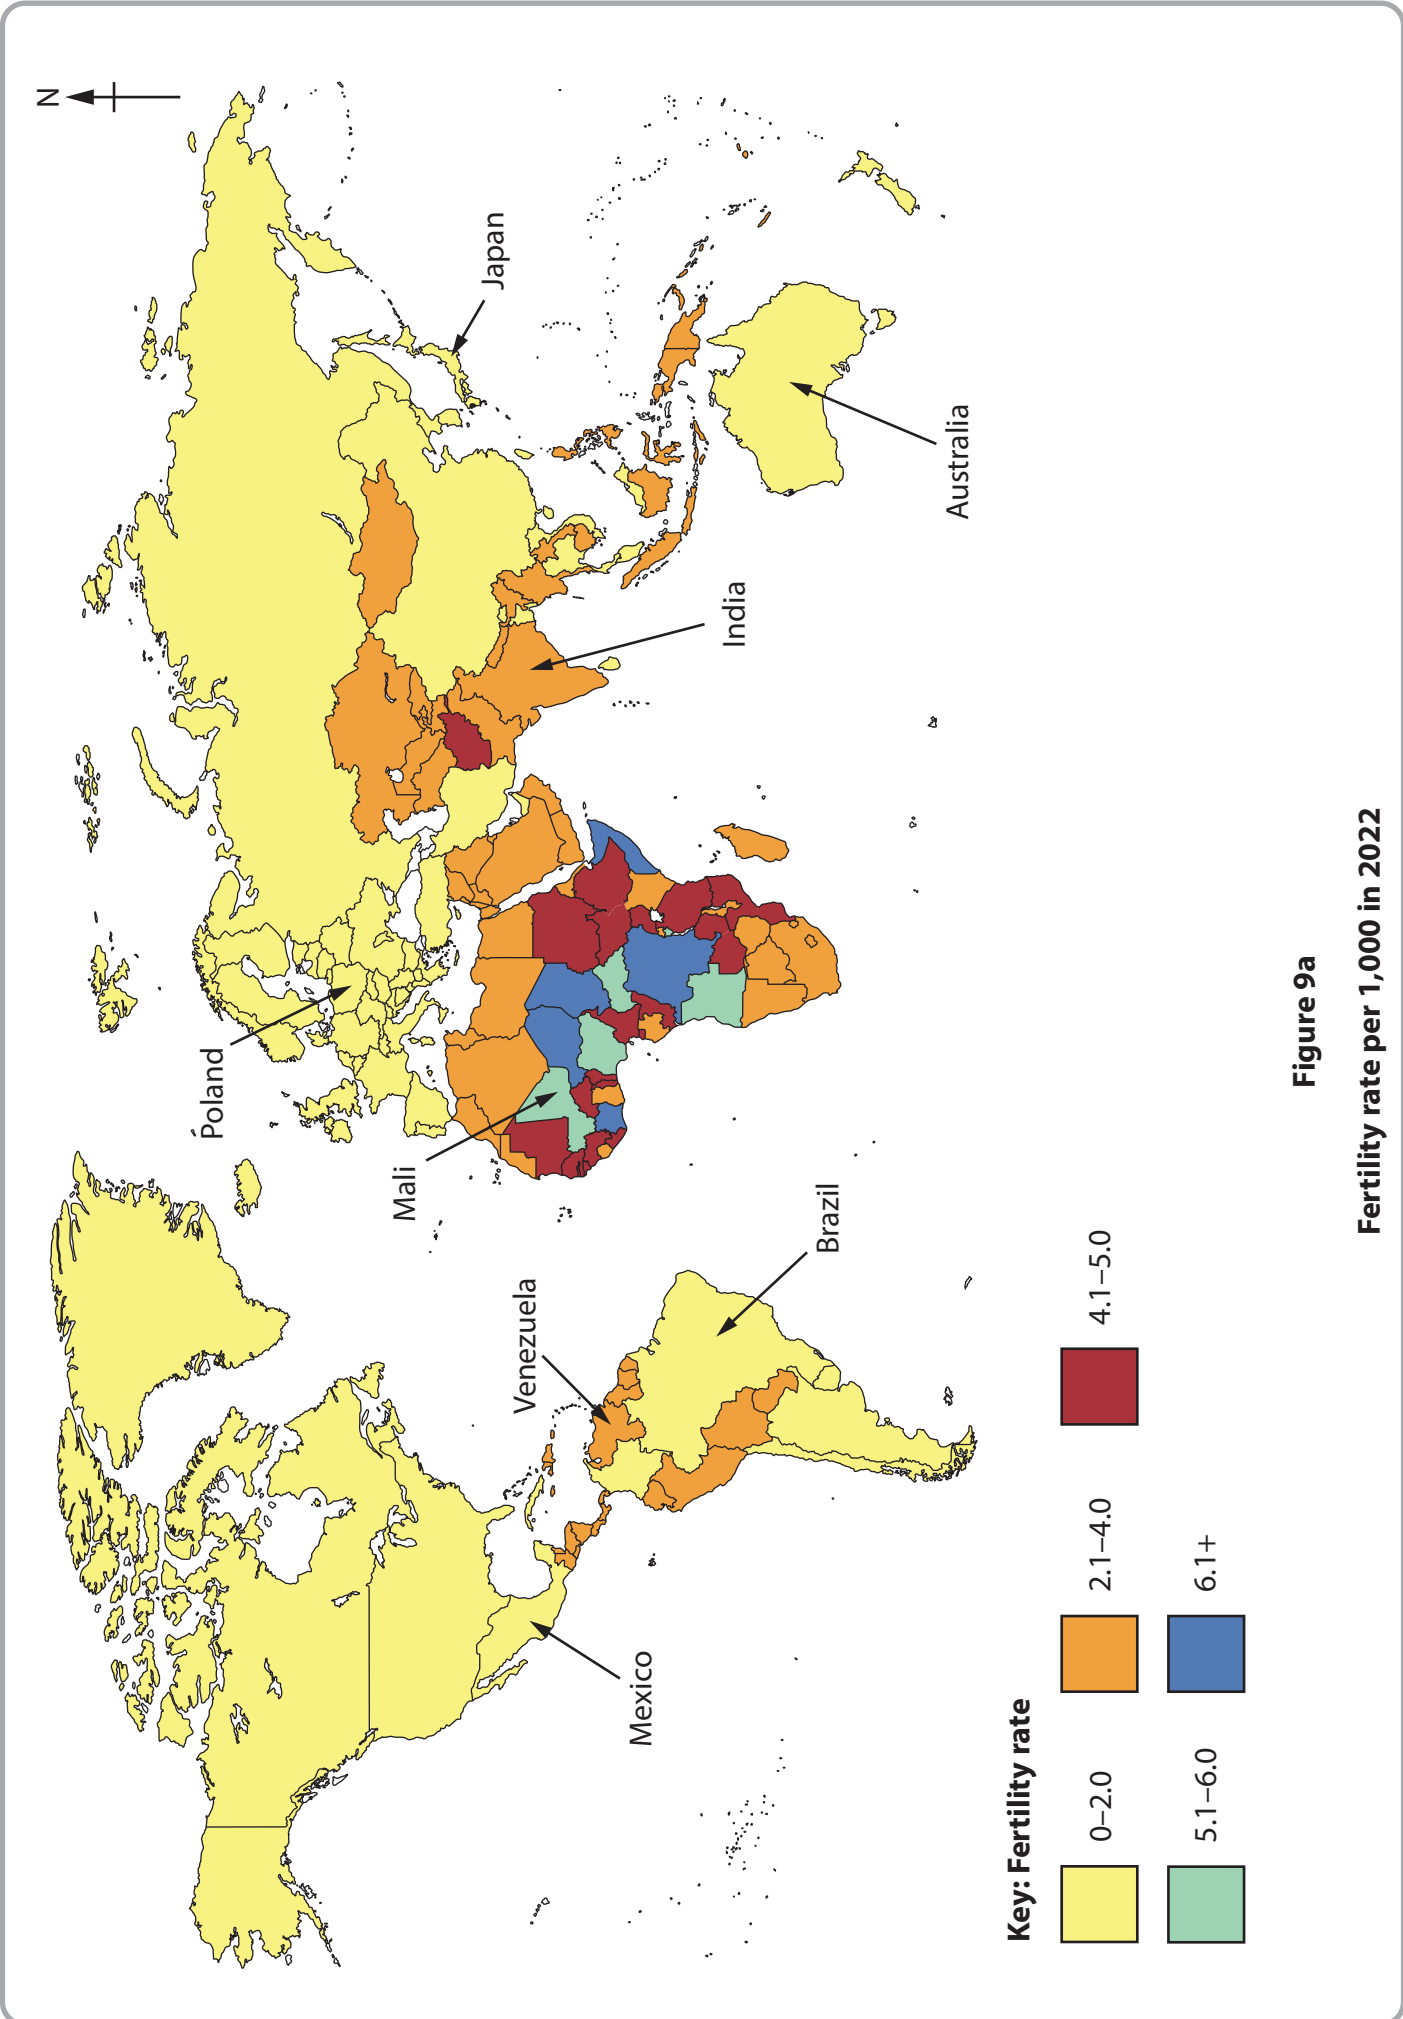 N
Poland
Japan
Mali
Venezuela
India
Mexico
Brazil
Australia
Key: Fertility rate
0–2.0
2.1–4.0
4.1–5.0
5.1–6.0
6.1+
Figure 9a
Fertility rate per 1,000 in 2022